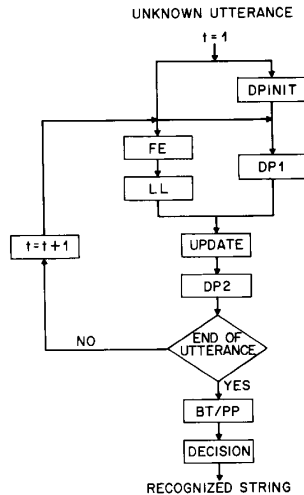 UNKNOWN UTTERANCE
t = 1
DPINIT
FE
DP1
LL
t = t + 1
UPDATE
DP2
NO
END OF
UTTERANCE
YES
BT/PP
DECISION
RECOGNIZED STRING